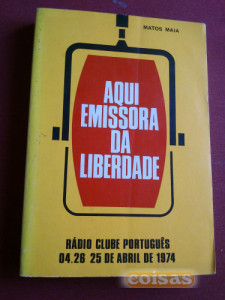 MATOS MAIA
AQUI
EMISSORA
DA
LIBERDADE
RÁDIO CLUBE PORTUGUÊS
04.26 25 DE ABRIL DE 1974
coisas